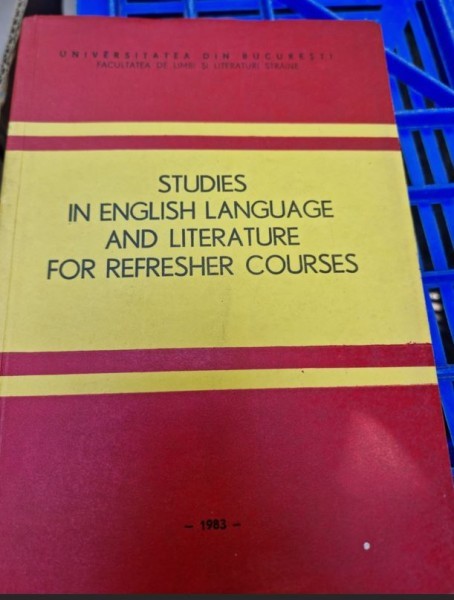 UNIVERSITATEA DIN BUCUREȘTI
FACULTATEA DE LIMBI ȘI LITERATURI STRĂINE
STUDIES
IN ENGLISH LANGUAGE
AND LITERATURE
FOR REFRESHER COURSES
– 1983 –